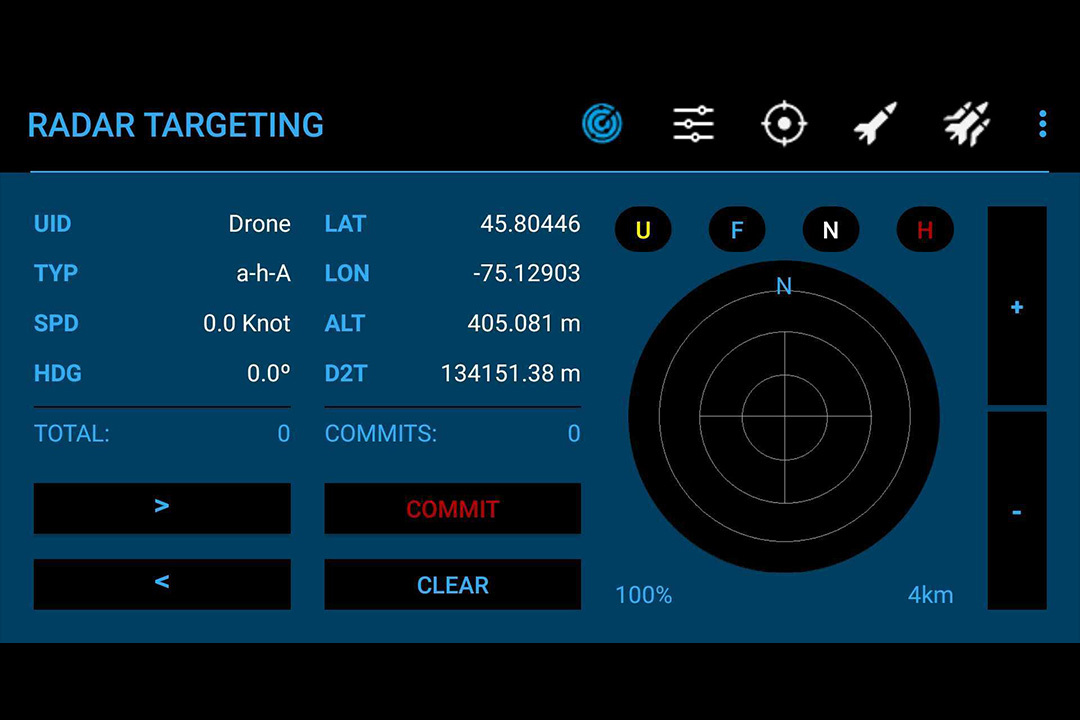 RADAR TARGETING
UID Drone LAT 45.80446
TYP a-h-A LON -75.12903
SPD 0.0 Knot ALT 405.081 m
HDG 0.0º D2T 134151.38 m
TOTAL: 0 COMMITS: 0
> COMMIT
< CLEAR
U F N H
N
100% 4km
+
-